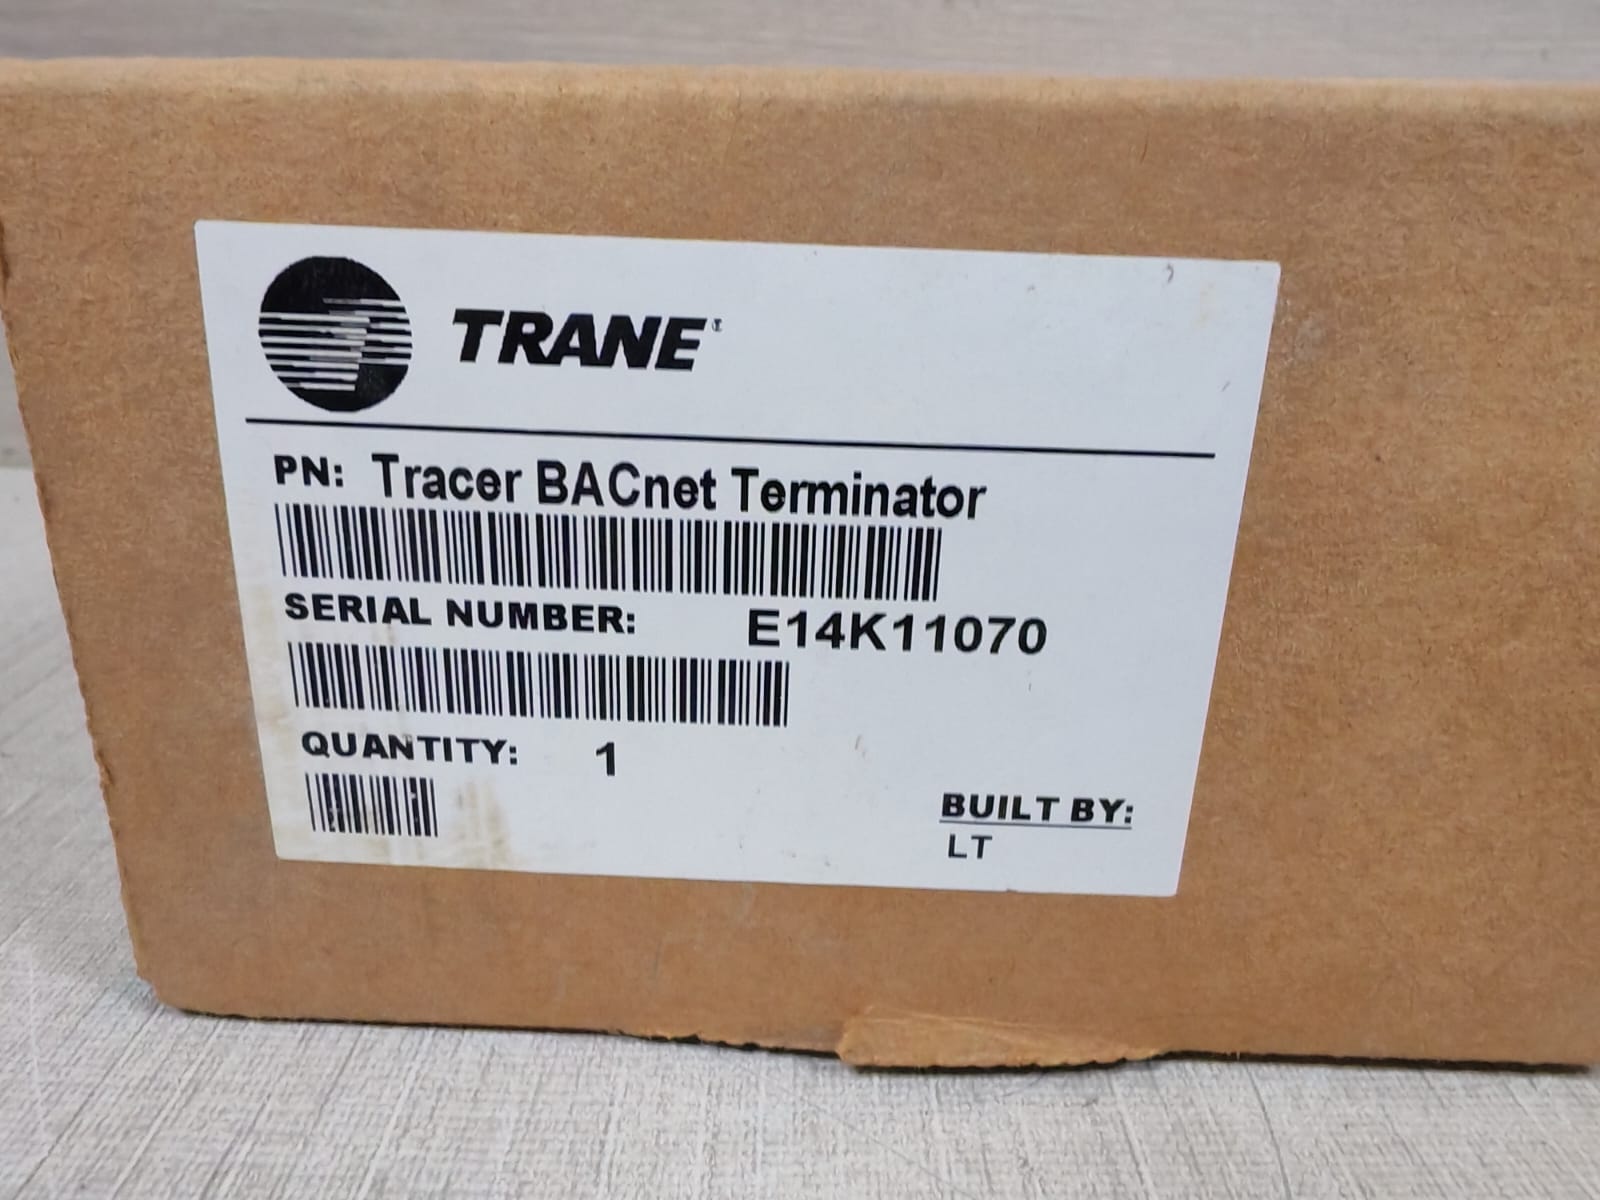 TRANE
PN: Tracer BACnet Terminator
SERIAL NUMBER: E14K11070
QUANTITY: 1
BUILT BY:
LT